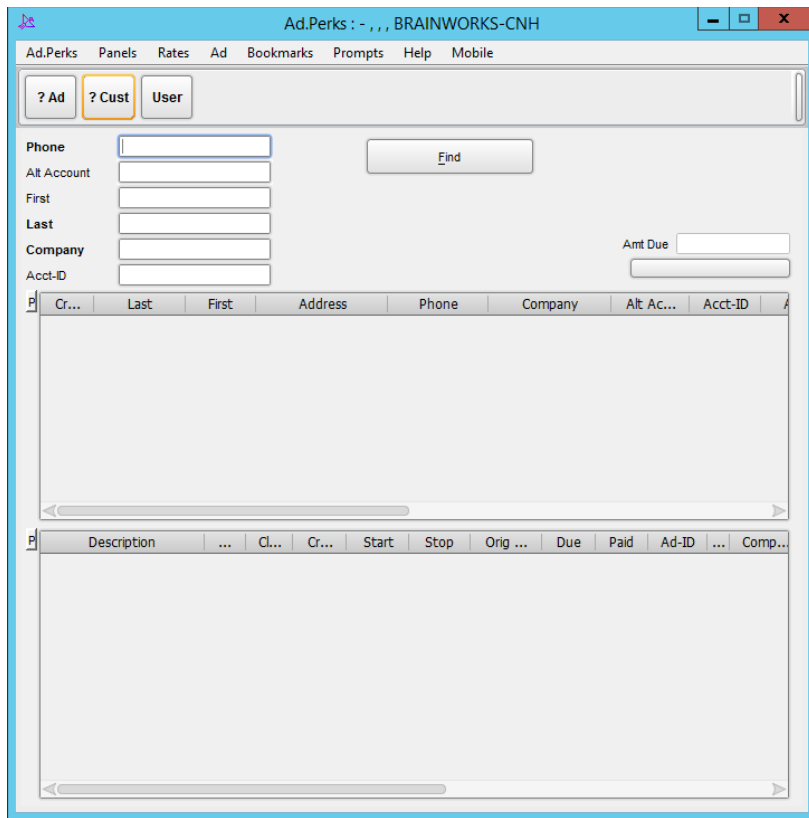 Ad.Perks : - , , , BRAINWORKS-CNH
Ad.Perks Panels Rates Ad Bookmarks Prompts Help Mobile
? Ad ? Cust User
Phone
Find
Alt Account
First
Last
Amt Due
Company
Acct-ID
P Cr... Last First Address Phone Company Alt Ac... Acct-ID A
P Description ... Cl... Cr... Start Stop Orig ... Due Paid Ad-ID ... Comp...